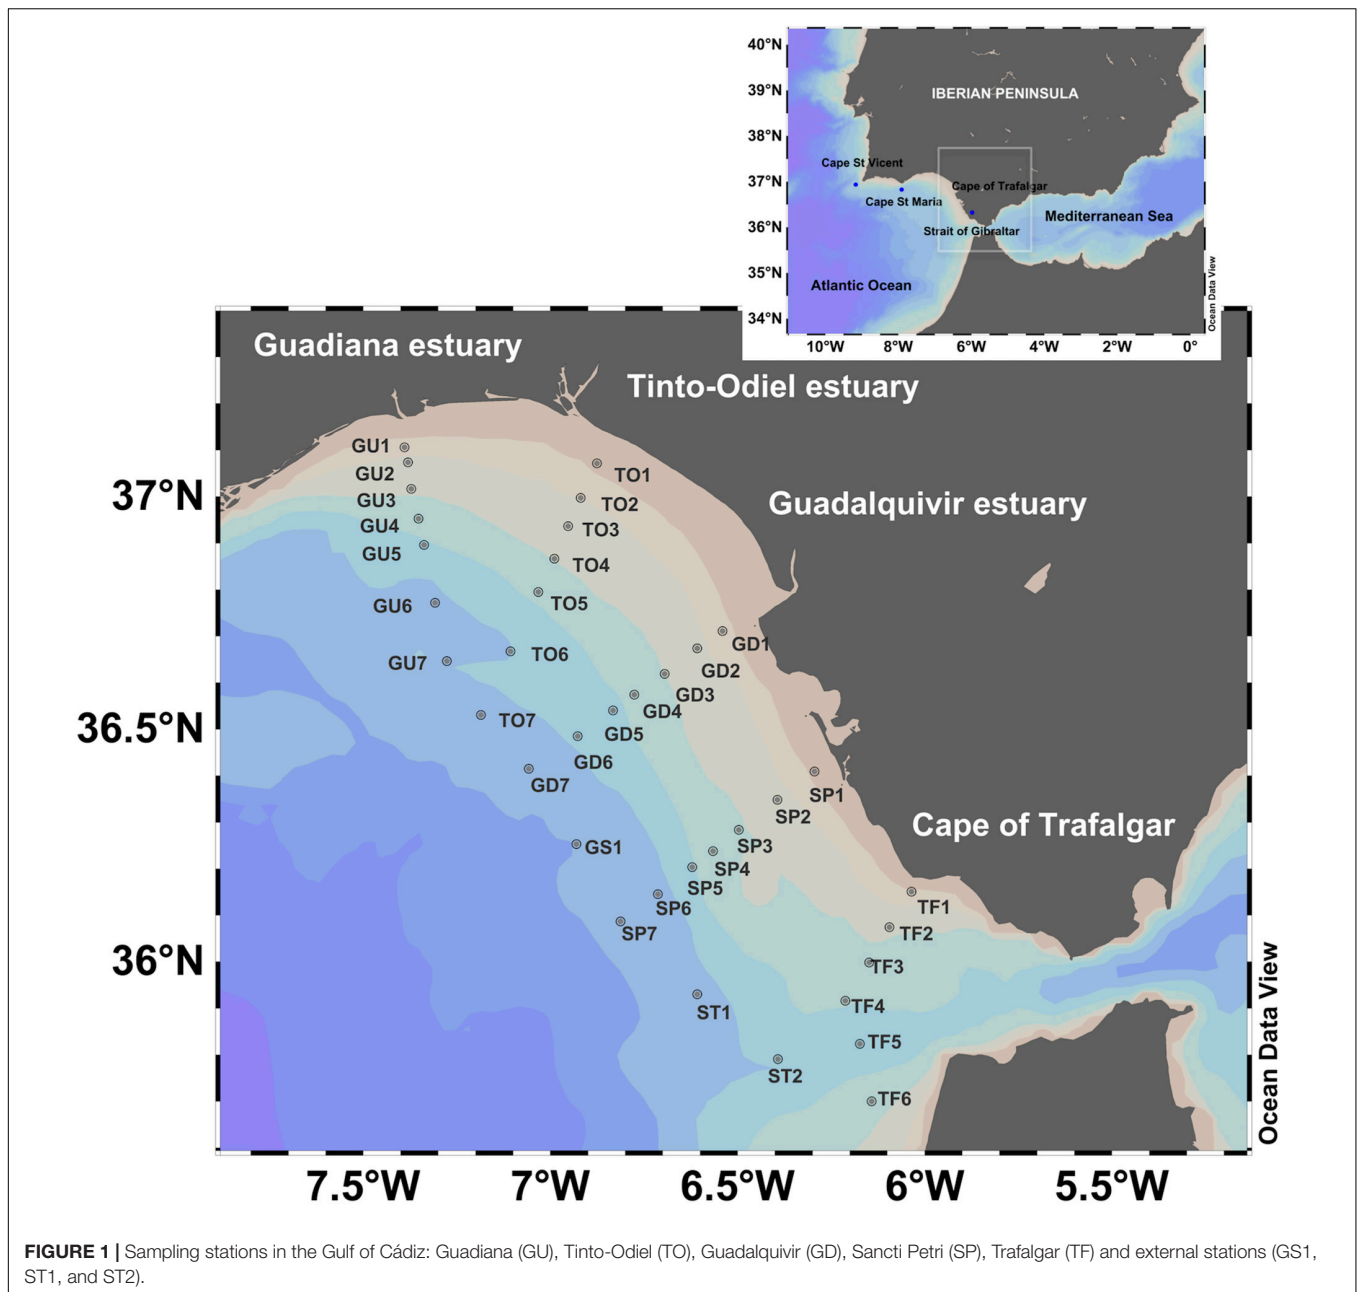 40°N
39°N
38°N
37°N
36°N
35°N
34°N
IBERIAN PENINSULA
Cape St Vicent
Cape of Trafalgar
Cape St Maria
Mediterranean Sea
Strait of Gibraltar
Atlantic Ocean
Ocean Data View
10°W 8°W 6°W 4°W 2°W 0°
Guadiana estuary
Tinto-Odiel estuary
Guadalquivir estuary
Cape of Trafalgar
37°N
36.5°N
36°N
GU1
GU2
GU3
GU4
GU5
GU6
GU7
TO1
TO2
TO3
TO4
TO5
TO6
TO7
GD1
GD2
GD3
GD4
GD5
GD6
GD7
GS1
SP1
SP2
SP3
SP4
SP5
SP6
SP7
ST1
ST2
TF1
TF2
TF3
TF4
TF5
TF6
Ocean Data View
7.5°W 7°W 6.5°W 6°W 5.5°W
FIGURE 1 | Sampling stations in the Gulf of Cádiz: Guadiana (GU), Tinto-Odiel (TO), Guadalquivir (GD), Sancti Petri (SP), Trafalgar (TF) and external stations (GS1,
ST1, and ST2).